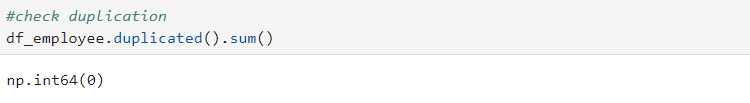 #check duplication
df_employee.duplicated().sum()
np.int64(0)